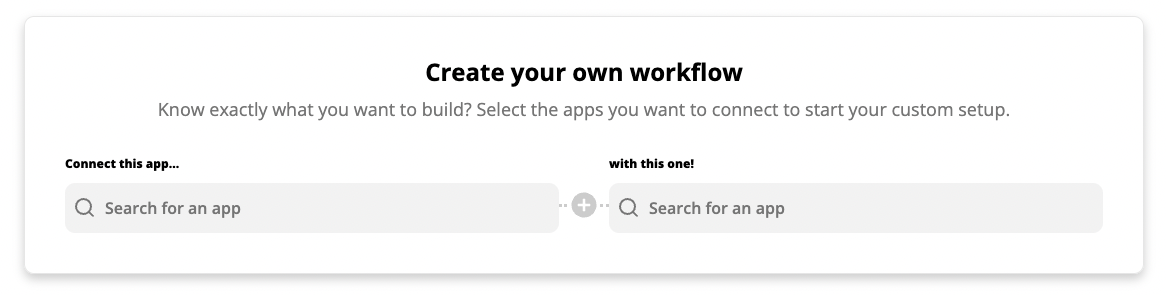 Create your own workflow
Know exactly what you want to build? Select the apps you want to connect to start your custom setup.
Connect this app...
with this one!
Search for an app
Search for an app